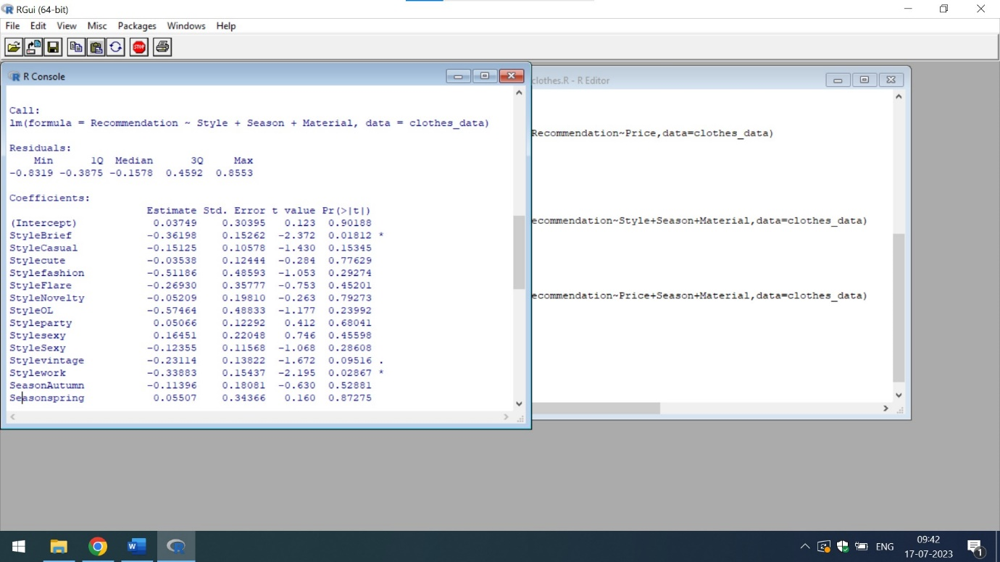 RGui (64-bit)
File Edit View Misc Packages Windows Help
STOP
R Console
Call:
lm(formula = Recommendation ~ Style + Season + Material, data = clothes_data)
Residuals:
Min 1Q Median 3Q Max
-0.8319 -0.3875 -0.1578 0.4592 0.8553
Coefficients:
Estimate Std. Error t value Pr(>|t|)
(Intercept) 0.03749 0.30395 0.123 0.90188
StyleBrief -0.36198 0.15262 -2.372 0.01812 *
StyleCasual -0.15125 0.10578 -1.430 0.15345
Stylecute -0.03538 0.12444 -0.284 0.77629
Stylefashion -0.51186 0.48593 -1.053 0.29274
StyleFlare -0.26930 0.35777 -0.753 0.45201
StyleNovelty -0.05209 0.19810 -0.263 0.79273
StyleOL -0.57464 0.48833 -1.177 0.23992
Styleparty 0.05066 0.12292 0.412 0.68041
Stylesexy 0.16451 0.22048 0.746 0.45598
StyleSexy -0.12355 0.11568 -1.068 0.28608
Stylevintage -0.23114 0.13822 -1.672 0.09516 .
Stylework -0.33883 0.15437 -2.195 0.02867 *
SeasonAutumn -0.11396 0.18081 -0.630 0.52881
Seasonspring 0.05507 0.34366 0.160 0.87275
clothes.R - R Editor
Recommendation~Price,data=clothes_data)
ecommendation~Style+Season+Material,data=clothes_data)
ecommendation~Price+Season+Material,data=clothes_data)
ENG
09:42
17-07-2023
1